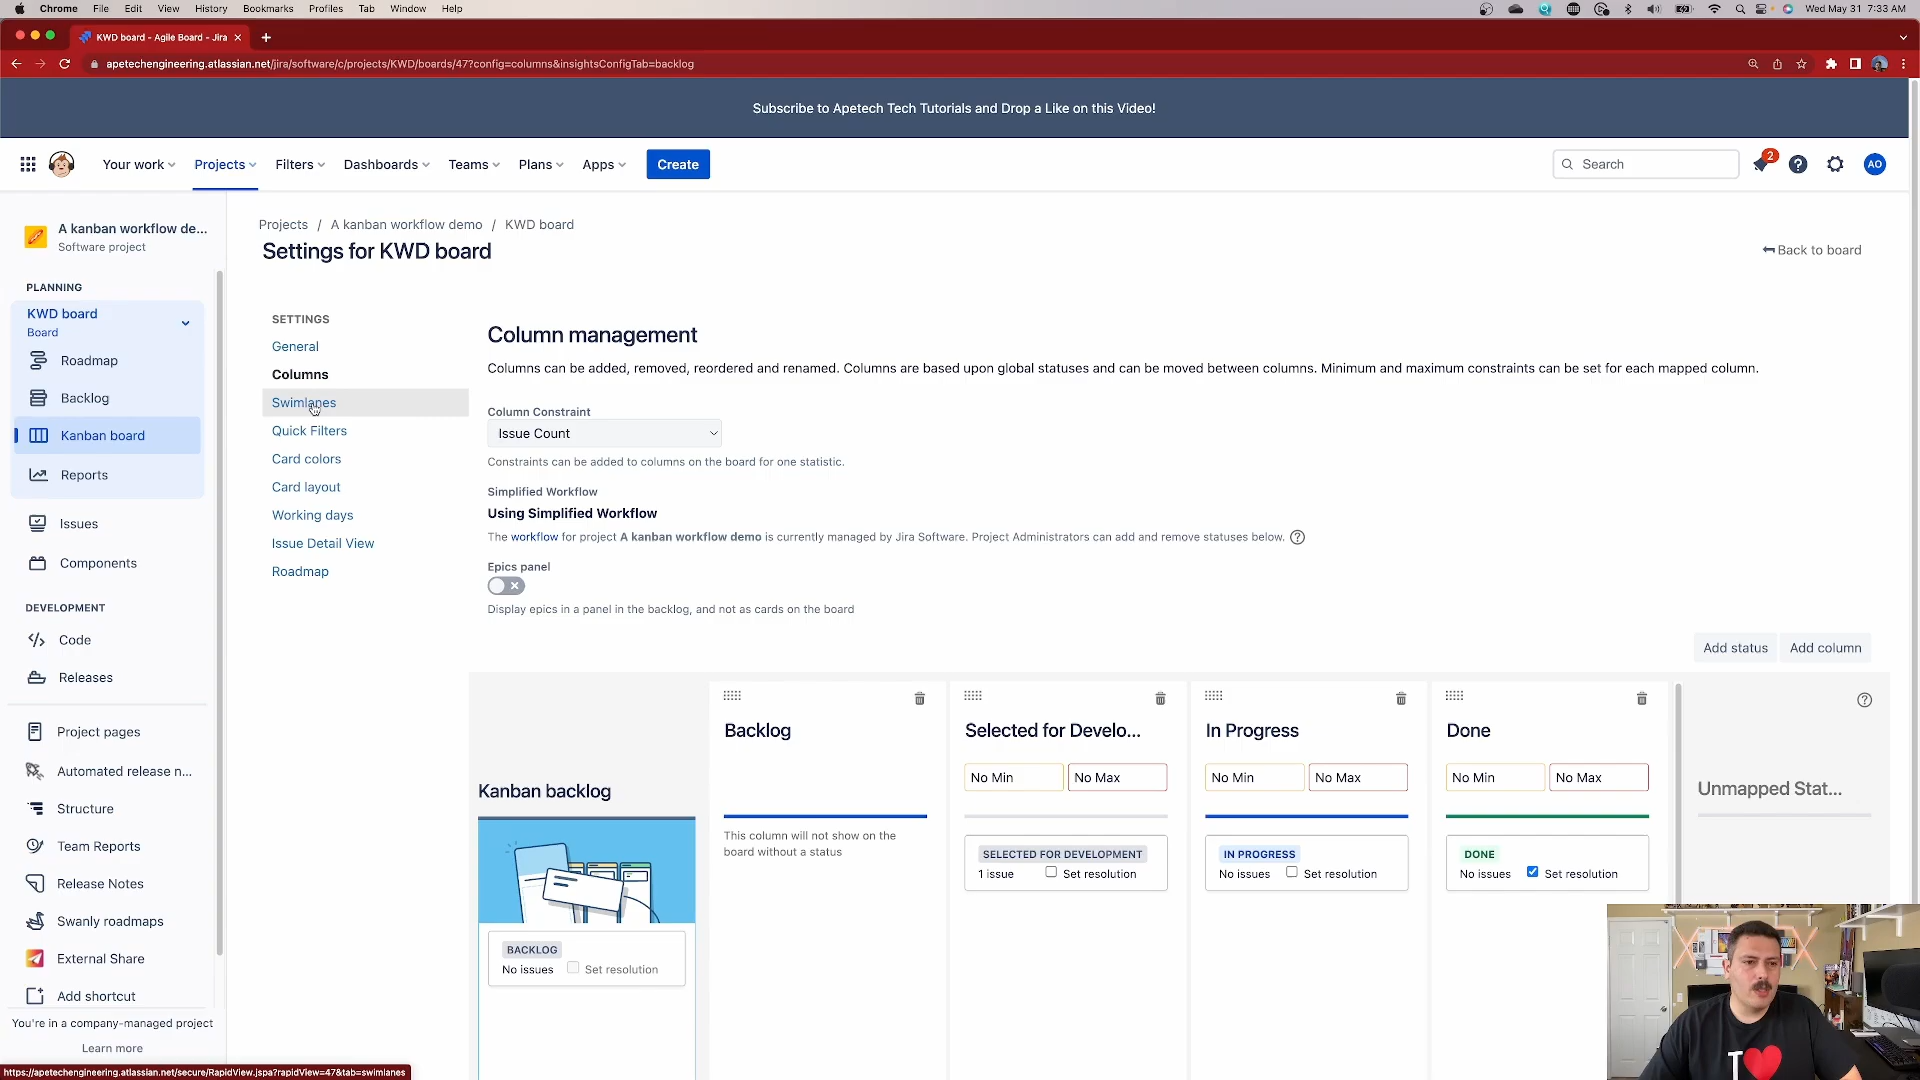 Chrome File Edit View History Bookmarks Profiles Tab Window Help
Wed May 31 7:33 AM
KWD board - Agile Board - Jira
apetechengineering.atlassian.net/jira/software/c/projects/KWD/boards/47?config=columns&insightsConfigTab=backlog
Subscribe to Apetech Tech Tutorials and Drop a Like on this Video!
Your work Projects Filters Dashboards Teams Plans Apps Create
Search
2
AO
A kanban workflow de...
Software project
PLANNING
KWD board
Board
Roadmap
Backlog
Kanban board
Reports
Issues
Components
DEVELOPMENT
Code
Releases
Project pages
Automated release n...
Structure
Team Reports
Release Notes
Swanly roadmaps
External Share
Add shortcut
You're in a company-managed project
Learn more
https://apetechengineering.atlassian.net/secure/RapidView.jspa?rapidView=47&tab=swimlanes
Projects / A kanban workflow demo / KWD board
Settings for KWD board
Back to board
SETTINGS
General
Columns
Swimlanes
Quick Filters
Card colors
Card layout
Working days
Issue Detail View
Roadmap
Column management
Columns can be added, removed, reordered and renamed. Columns are based upon global statuses and can be moved between columns. Minimum and maximum constraints can be set for each mapped column.
Column Constraint
Issue Count
Constraints can be added to columns on the board for one statistic.
Simplified Workflow
Using Simplified Workflow
The workflow for project A kanban workflow demo is currently managed by Jira Software. Project Administrators can add and remove statuses below.
Epics panel
Display epics in a panel in the backlog, and not as cards on the board
Add status
Add column
Kanban backlog
BACKLOG
No issues Set resolution
Backlog
This column will not show on the
board without a status
Selected for Develo...
No Min No Max
SELECTED FOR DEVELOPMENT
1 issue Set resolution
In Progress
No Min No Max
IN PROGRESS
No issues Set resolution
Done
No Min No Max
DONE
No issues Set resolution
Unmapped Stat...
I